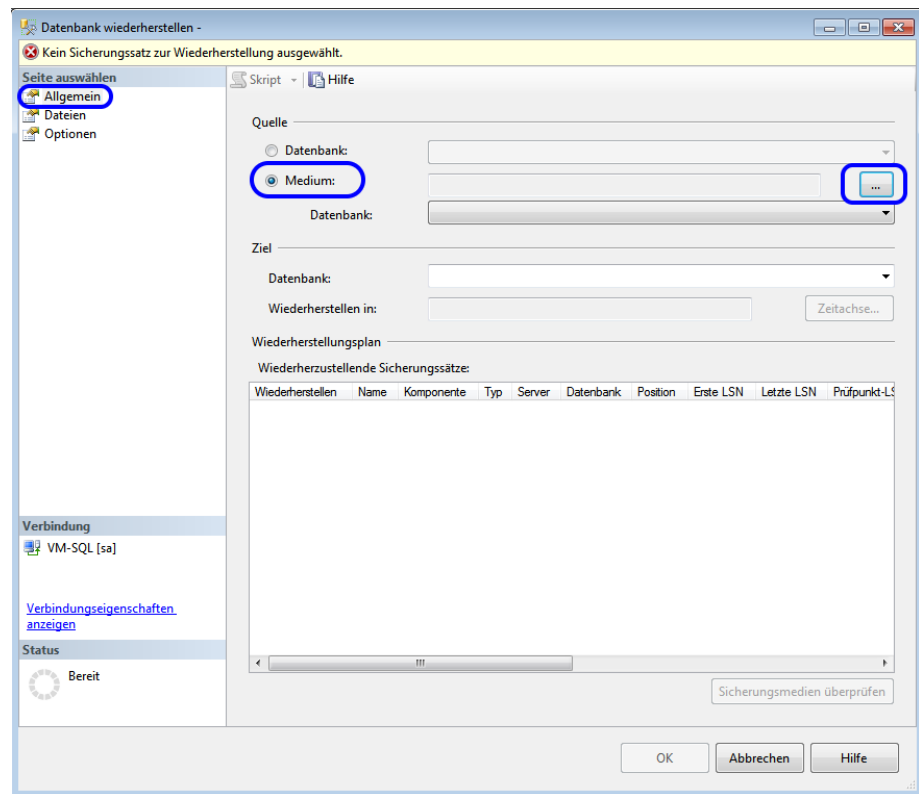 Datenbank wiederherstellen -
Kein Sicherungssatz zur Wiederherstellung ausgewählt.
Seite auswählen
Allgemein
Dateien
Optionen
Skript Hilfe
Quelle
Datenbank:
Medium:
...
Datenbank:
Ziel
Datenbank:
Wiederherstellen in:
Zeitachse...
Wiederherstellungsplan
Wiederherzustellende Sicherungssätze:
Wiederherstellen Name Komponente Typ Server Datenbank Position Erste LSN Letzte LSN Prüfpunkt-LS
Verbindung
VM-SQL [sa]
Verbindungseigenschaften
anzeigen
Status
Bereit
Sicherungsmedien überprüfen
OK Abbrechen Hilfe